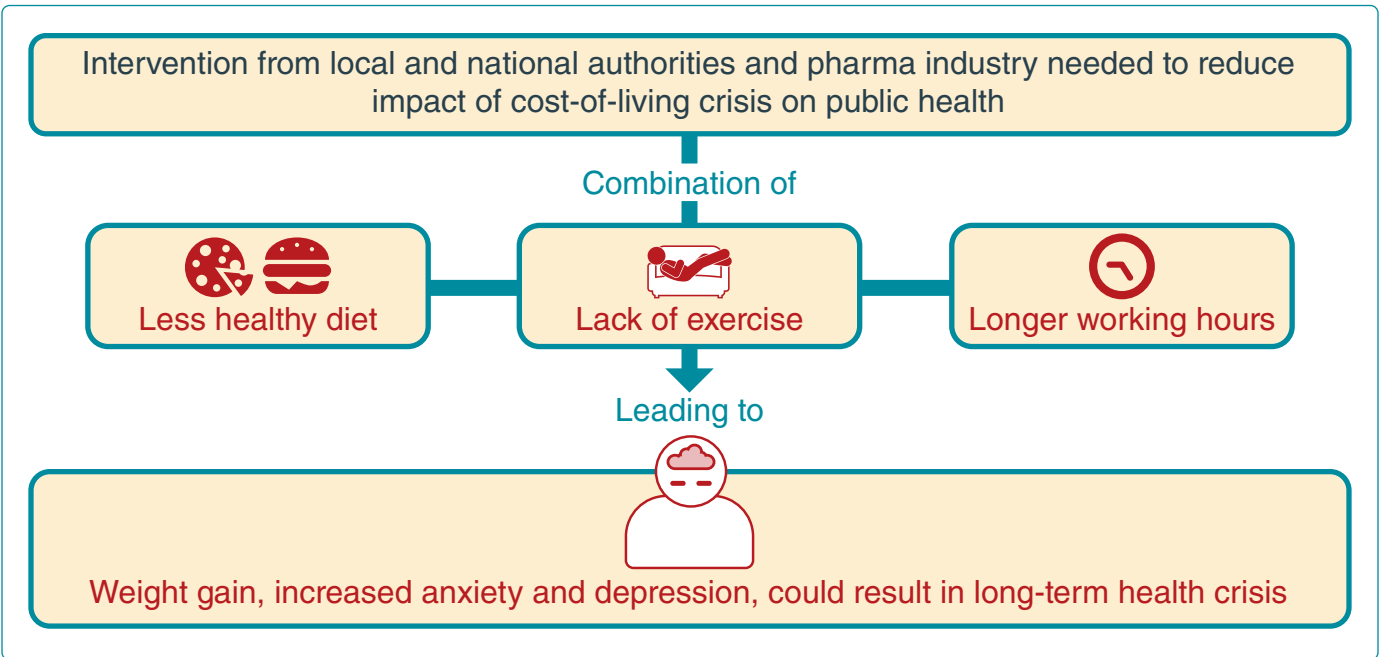 Intervention from local and national authorities and pharma industry needed to reduce
impact of cost-of-living crisis on public health
Combination of
Less healthy diet
Lack of exercise
Longer working hours
Leading to
Weight gain, increased anxiety and depression, could result in long-term health crisis